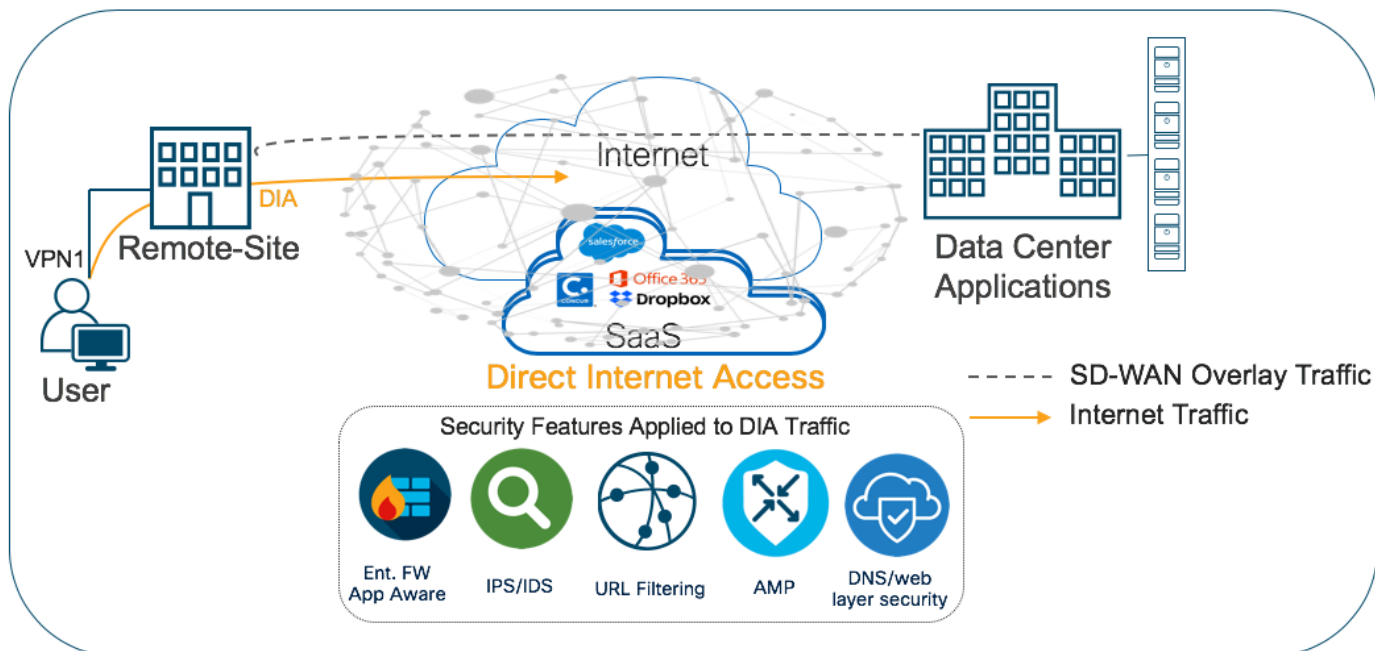 Internet
DIA
Remote-Site
VPN1
User
salesforce
C.
CONCUR
Office 365
Dropbox
SaaS
Direct Internet Access
Data Center
Applications
SD-WAN Overlay Traffic
Internet Traffic
Security Features Applied to DIA Traffic
Ent. FW
App Aware
IPS/IDS
URL Filtering
AMP
DNS/web
layer security